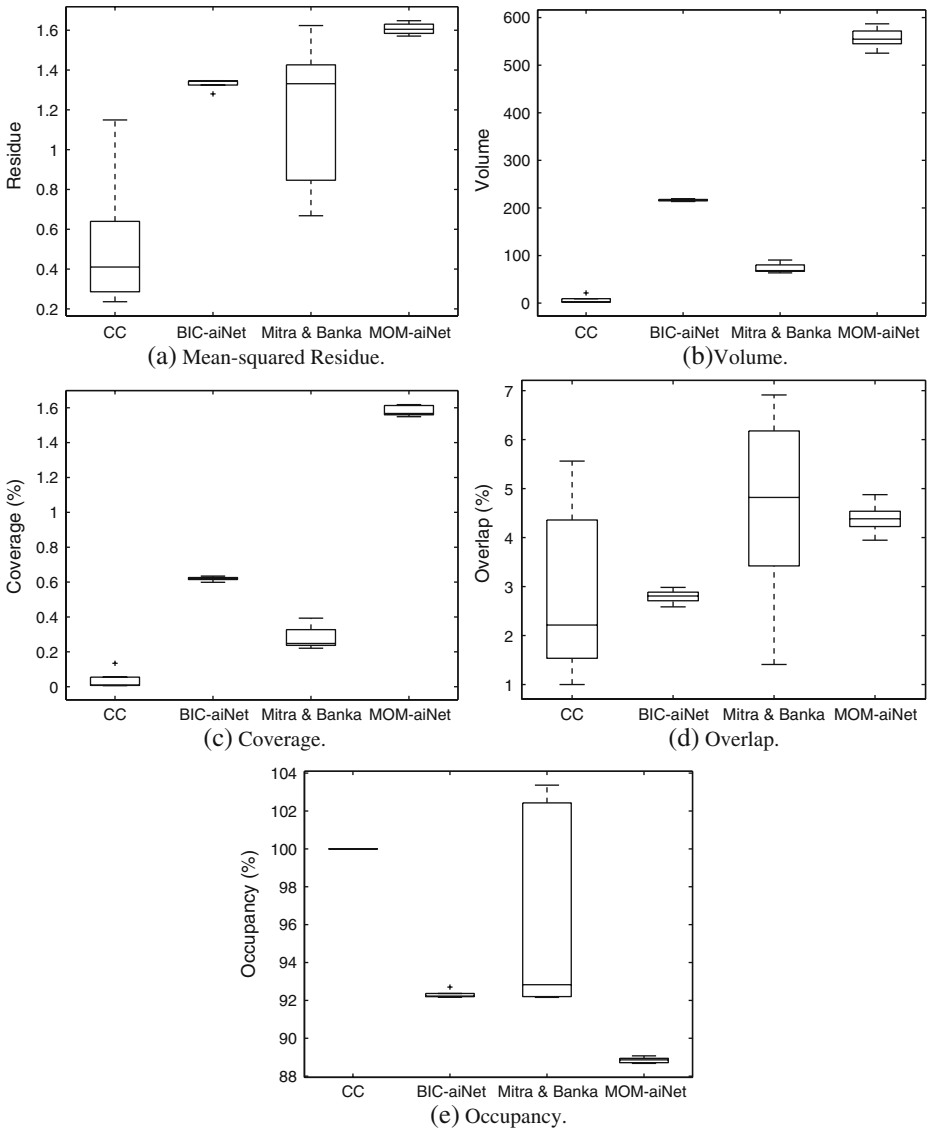 1.6
1.4
1.2
1
0.8
0.6
0.4
0.2
Residue
CC BIC-aiNet Mitra & Banka MOM-aiNet
(a) Mean-squared Residue.
600
500
400
300
200
100
0
Volume
CC BIC-aiNet Mitra & Banka MOM-aiNet
(b)Volume.
1.6
1.4
1.2
1
0.8
0.6
0.4
0.2
0
Coverage (%)
CC BIC-aiNet Mitra & Banka MOM-aiNet
(c) Coverage.
7
6
5
4
3
2
1
Overlap (%)
CC BIC-aiNet Mitra & Banka MOM-aiNet
(d) Overlap.
104
102
100
98
96
94
92
90
88
Occupancy (%)
CC BIC-aiNet Mitra & Banka MOM-aiNet
(e) Occupancy.